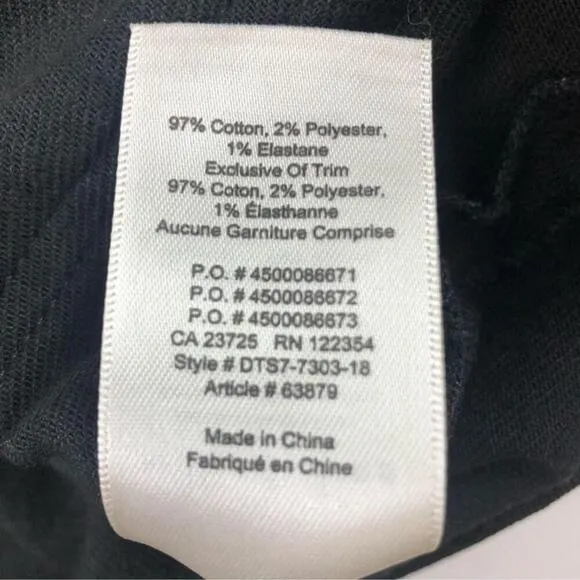 97% Cotton, 2% Polyester,
1% Elastane
Exclusive Of Trim
97% Coton, 2% Polyester,
1% Élasthanne
Aucune Garniture Comprise
P.O. # 4500086671
P.O. # 4500086672
P.O. # 4500086673
CA 23725 RN 122354
Style # DTS7-7303-18
Article # 63879
Made in China
Fabriqué en Chine